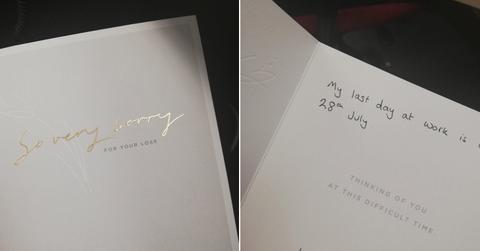 So very sorry
FOR YOUR LOSS
My last day at work is
28th July
THINKING OF YOU
AT THIS DIFFICULT TIME.